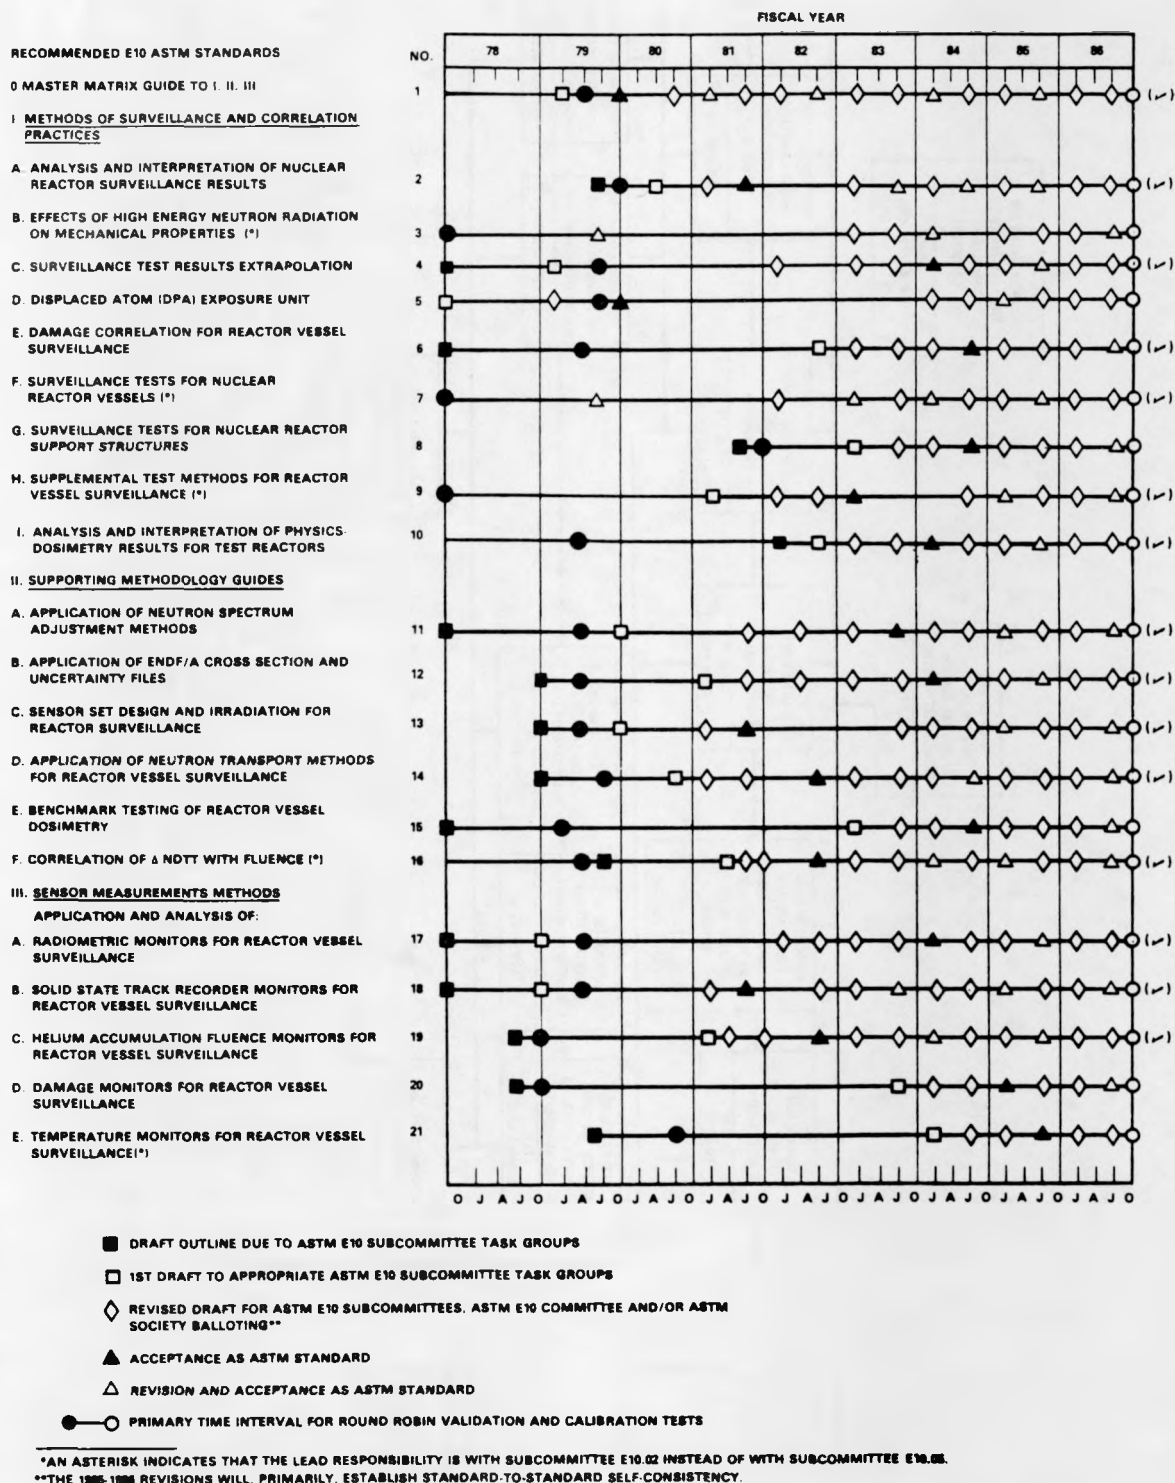 FISCAL YEAR
RECOMMENDED E10 ASTM STANDARDS NO. 78 79 80 81 82 83 84 85 86
O J A J O J A J O J A J O J A J O J A J O J A J O J A J O J A J O J A J O
0 MASTER MATRIX GUIDE TO I, II, III 1
I METHODS OF SURVEILLANCE AND CORRELATION
PRACTICES
A. ANALYSIS AND INTERPRETATION OF NUCLEAR
REACTOR SURVEILLANCE RESULTS 2
B. EFFECTS OF HIGH ENERGY NEUTRON RADIATION
ON MECHANICAL PROPERTIES (*) 3
C. SURVEILLANCE TEST RESULTS EXTRAPOLATION 4
D. DISPLACED ATOM (DPA) EXPOSURE UNIT 5
E. DAMAGE CORRELATION FOR REACTOR VESSEL
SURVEILLANCE 6
F. SURVEILLANCE TESTS FOR NUCLEAR
REACTOR VESSELS (*) 7
G. SURVEILLANCE TESTS FOR NUCLEAR REACTOR
SUPPORT STRUCTURES 8
H. SUPPLEMENTAL TEST METHODS FOR REACTOR
VESSEL SURVEILLANCE (*) 9
I. ANALYSIS AND INTERPRETATION OF PHYSICS-
DOSIMETRY RESULTS FOR TEST REACTORS 10
II. SUPPORTING METHODOLOGY GUIDES
A. APPLICATION OF NEUTRON SPECTRUM
ADJUSTMENT METHODS 11
B. APPLICATION OF ENDF/A CROSS SECTION AND
UNCERTAINTY FILES 12
C. SENSOR SET DESIGN AND IRRADIATION FOR
REACTOR SURVEILLANCE 13
D. APPLICATION OF NEUTRON TRANSPORT METHODS
FOR REACTOR VESSEL SURVEILLANCE 14
E. BENCHMARK TESTING OF REACTOR VESSEL
DOSIMETRY 15
F. CORRELATION OF Δ NDTT WITH FLUENCE (*) 16
III. SENSOR MEASUREMENTS METHODS
APPLICATION AND ANALYSIS OF:
A. RADIOMETRIC MONITORS FOR REACTOR VESSEL
SURVEILLANCE 17
B. SOLID STATE TRACK RECORDER MONITORS FOR
REACTOR VESSEL SURVEILLANCE 18
C. HELIUM ACCUMULATION FLUENCE MONITORS FOR
REACTOR VESSEL SURVEILLANCE 19
D. DAMAGE MONITORS FOR REACTOR VESSEL
SURVEILLANCE 20
E. TEMPERATURE MONITORS FOR REACTOR VESSEL
SURVEILLANCE(*) 21
O J A J O J A J O J A J O J A J O J A J O J A J O J A J O J A J O J A J O
DRAFT OUTLINE DUE TO ASTM E10 SUBCOMMITTEE TASK GROUPS
1ST DRAFT TO APPROPRIATE ASTM E10 SUBCOMMITTEE TASK GROUPS
REVISED DRAFT FOR ASTM E10 SUBCOMMITTEES, ASTM E10 COMMITTEE AND/OR ASTM
SOCIETY BALLOTING**
ACCEPTANCE AS ASTM STANDARD
REVISION AND ACCEPTANCE AS ASTM STANDARD
PRIMARY TIME INTERVAL FOR ROUND ROBIN VALIDATION AND CALIBRATION TESTS
*AN ASTERISK INDICATES THAT THE LEAD RESPONSIBILITY IS WITH SUBCOMMITTEE E10.02 INSTEAD OF WITH SUBCOMMITTEE E10.05.
**THE 1985-1986 REVISIONS WILL, PRIMARILY, ESTABLISH STANDARD-TO-STANDARD SELF-CONSISTENCY.